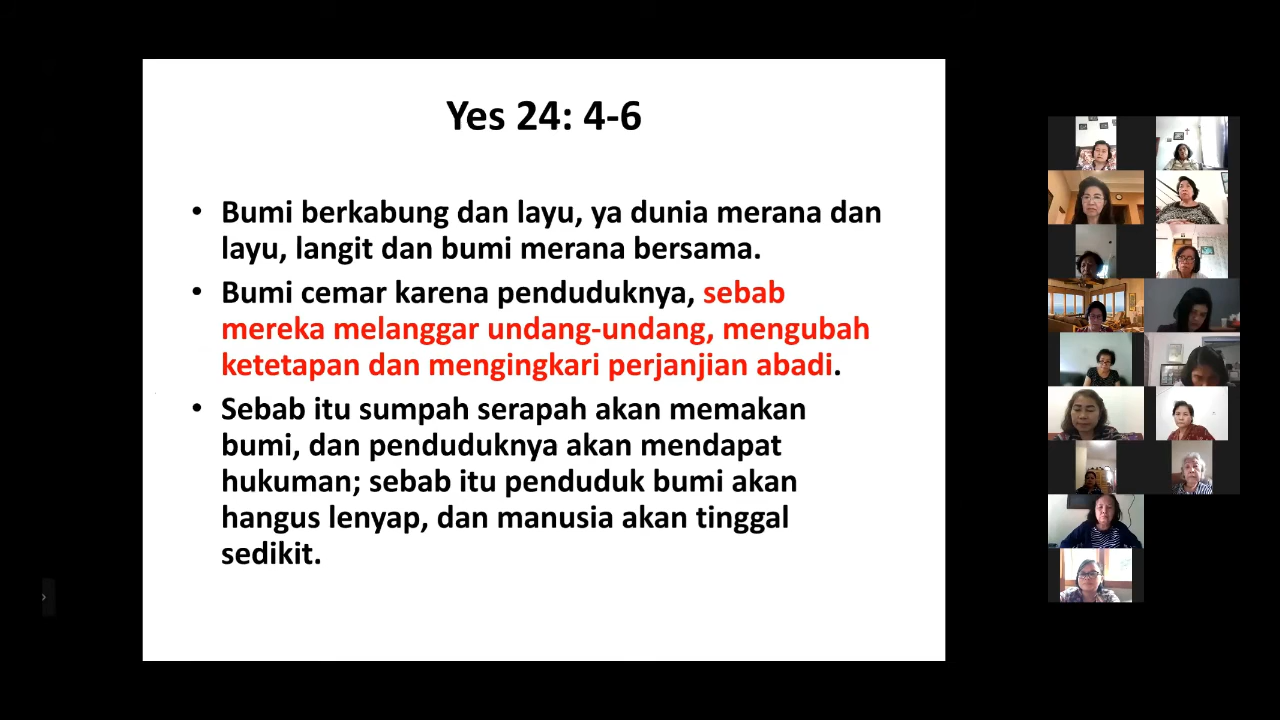 Yes 24: 4-6
• Bumi berkabung dan layu, ya dunia merana dan
layu, langit dan bumi merana bersama.
• Bumi cemar karena penduduknya, sebab
mereka melanggar undang-undang, mengubah
ketetapan dan mengingkari perjanjian abadi.
• Sebab itu sumpah serapah akan memakan
bumi, dan penduduknya akan mendapat
hukuman; sebab itu penduduk bumi akan
hangus lenyap, dan manusia akan tinggal
sedikit.